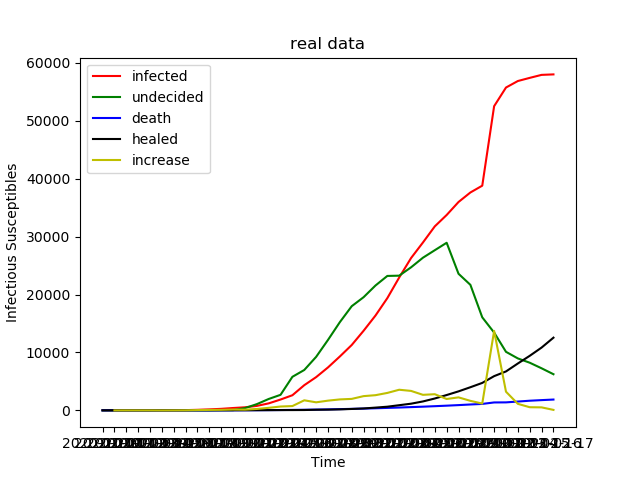 real data
60000
50000
40000
30000
20000
10000
0
Infectious Susceptibles
infected
undecided
death
healed
increase
Time